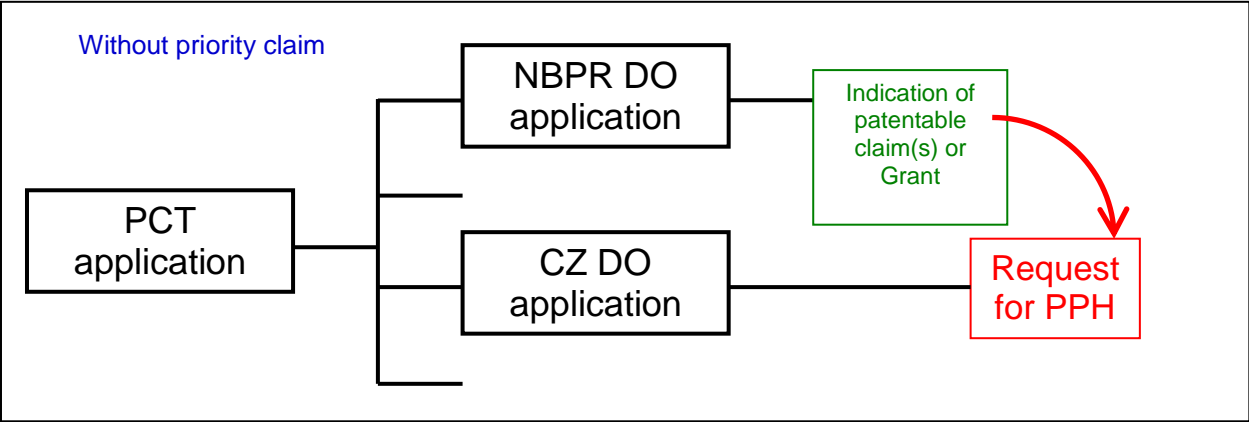 Without priority claim
NBPR DO
application
Indication of
patentable
claim(s) or
Grant
PCT
application
CZ DO
application
Request
for PPH